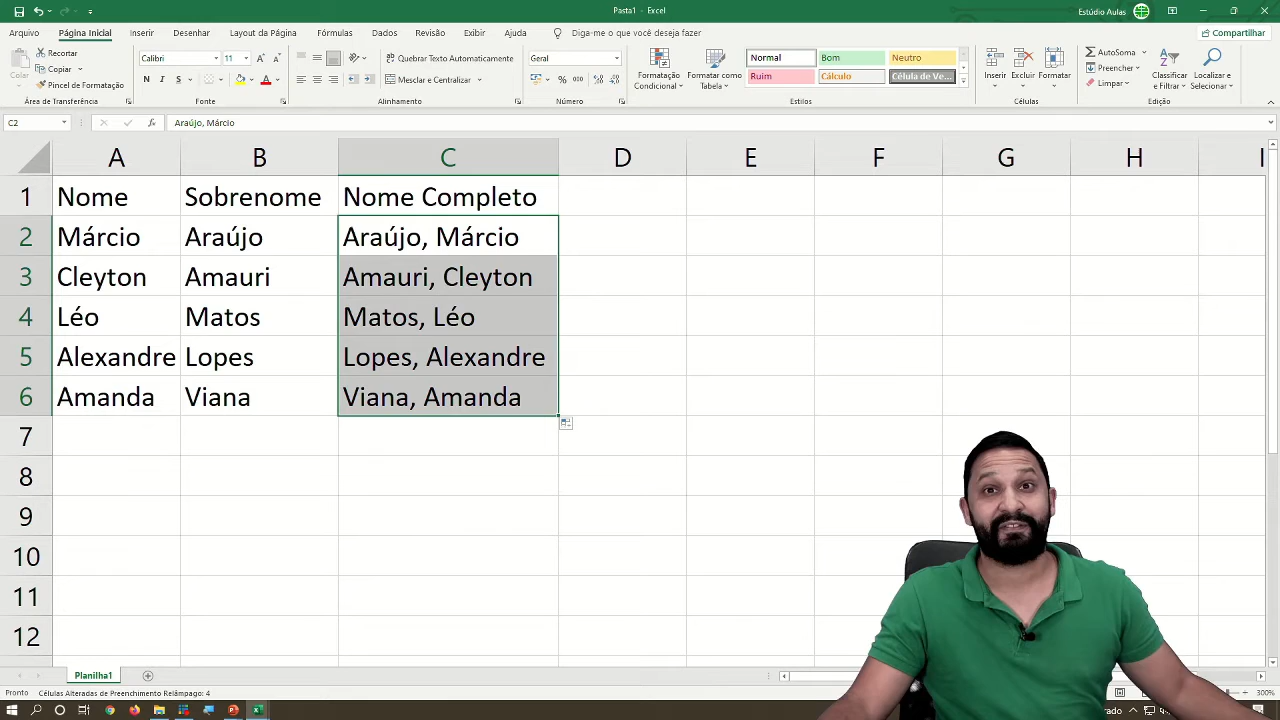 Pasta1 - Excel
Estúdio Aulas
Arquivo Página Inicial Inserir Desenhar Layout da Página Fórmulas Dados Revisão Exibir Ajuda Diga-me o que você deseja fazer Compartilhar
Colar
Recortar
Copiar
Pincel de Formatação
Área de Transferência
Calibri 11
N I S
Fonte
Quebrar Texto Automaticamente
Mesclar e Centralizar
Alinhamento
Geral
% 000
Número
Formatação Condicional
Formatar como Tabela
Normal Bom Neutro
Ruim Cálculo Célula de Ve...
Estilos
Inserir Excluir Formatar
Células
AutoSoma
Preencher
Limpar
Classificar e Filtrar
Localizar e Selecionar
Edição
C2 fx Araújo, Márcio
A B C D E F G H I
1 Nome Sobrenome Nome Completo
2 Márcio Araújo Araújo, Márcio
3 Cleyton Amauri Amauri, Cleyton
4 Léo Matos Matos, Léo
5 Alexandre Lopes Lopes, Alexandre
6 Amanda Viana Viana, Amanda
7
8
9
10
11
12
Planilha1
Pronto Células Alteradas de Preenchimento Relâmpago: 4 300%